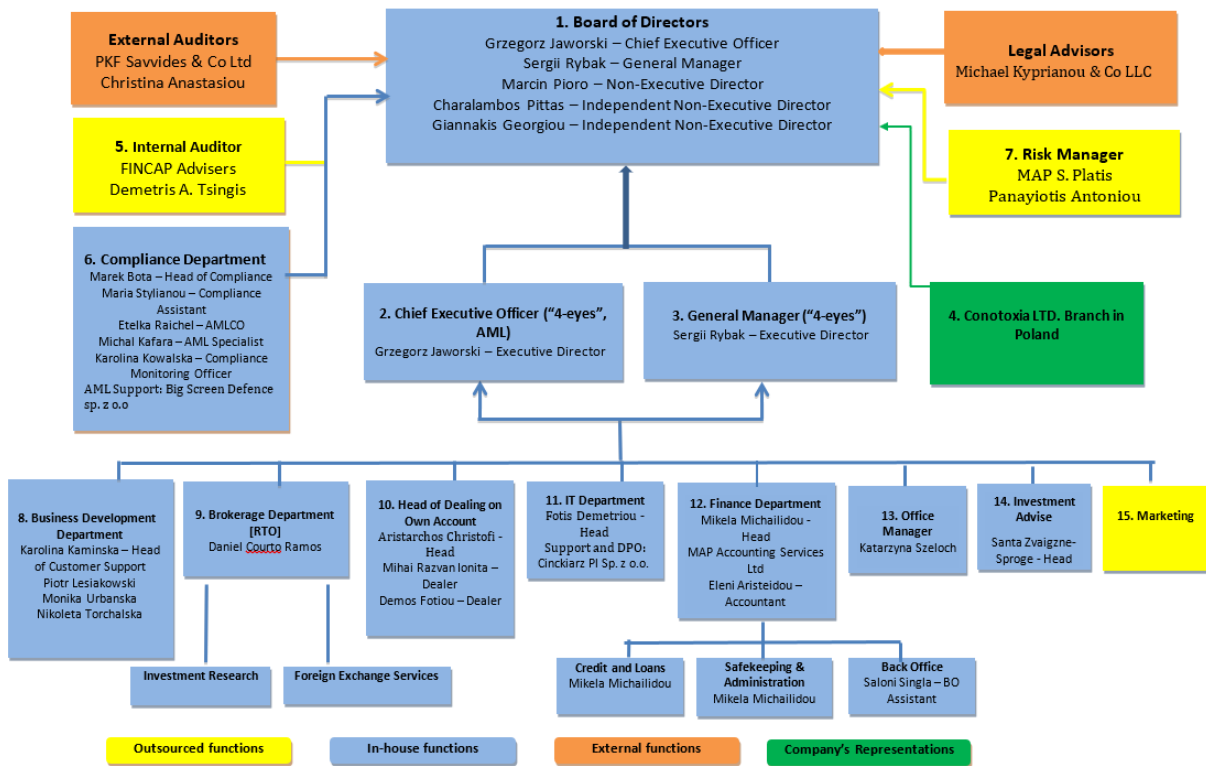 External Auditors
PKF Savvides & Co Ltd
Christina Anastasiou
1. Board of Directors
Grzegorz Jaworski – Chief Executive Officer
Sergii Rybak – General Manager
Marcin Pioro – Non-Executive Director
Charalambos Pittas – Independent Non-Executive Director
Giannakis Georgiou – Independent Non-Executive Director
Legal Advisors
Michael Kyprianou & Co LLC
5. Internal Auditor
FINCAP Advisers
Demetris A. Tsingis
7. Risk Manager
MAP S. Platis
Panayiotis Antoniou
6. Compliance Department
Marek Bota – Head of Compliance
Maria Stylianou – Compliance
Assistant
Etelka Raichel – AMLCO
Michal Kafara – AML Specialist
Karolina Kowalska – Compliance
Monitoring Officer
AML Support: Big Screen Defence
sp. z o.o
2. Chief Executive Officer (“4-eyes”,
AML)
Grzegorz Jaworski – Executive Director
3. General Manager (“4-eyes”)
Sergii Rybak – Executive Director
4. Conotoxia LTD. Branch in
Poland
8. Business Development
Department
Karolina Kaminska – Head
of Customer Support
Piotr Lesiakowski
Monika Urbanska
Nikoleta Torchalska
9. Brokerage Department
[RTO]
Daniel Courto Ramos
10. Head of Dealing on
Own Account
Aristarchos Christofi -
Head
Mihai Razvan Ionita –
Dealer
Demos Fotiou – Dealer
11. IT Department
Fotis Demetriou -
Head
Support and DPO:
Cinckiarz PI Sp. z o.o.
12. Finance Department
Mikela Michailidou -
Head
MAP Accounting Services
Ltd
Eleni Aristeidou –
Accountant
13. Office
Manager
Katarzyna Szeloch
14. Investment
Advise
Santa Zvaigzne-
Sproge - Head
15. Marketing
Investment Research
Foreign Exchange Services
Credit and Loans
Mikela Michailidou
Safekeeping &
Administration
Mikela Michailidou
Back Office
Saloni Singla – BO
Assistant
Outsourced functions
In-house functions
External functions
Company’s Representations